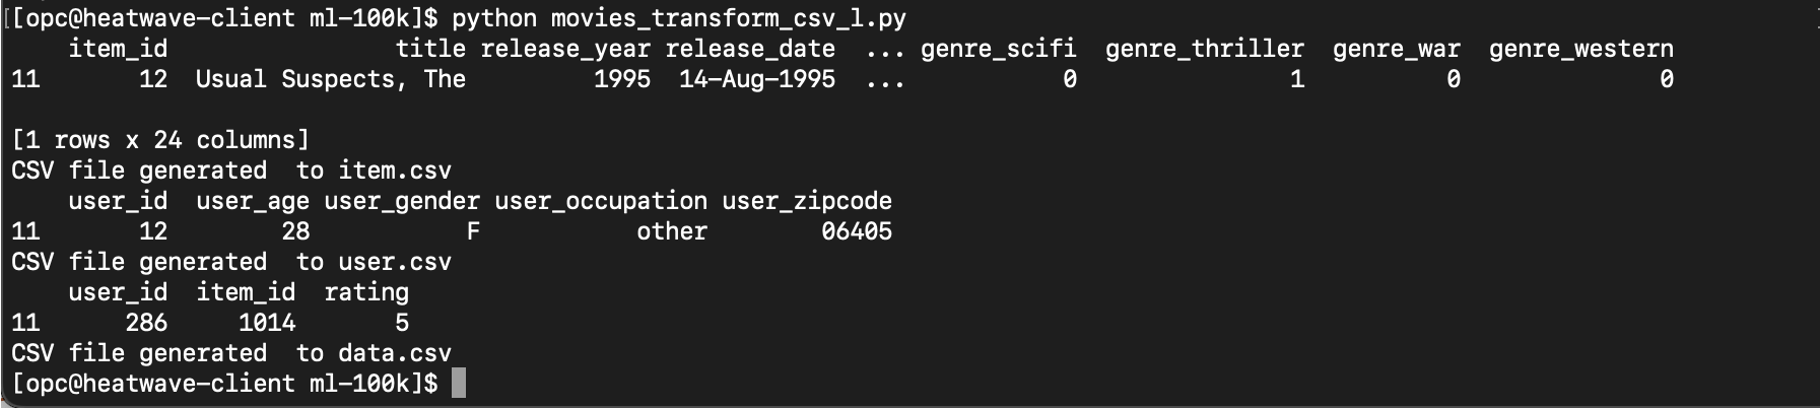 [opc@heatwave-client ml-100k]$ python movies_transform_csv_l.py
    item_id                title release_year release_date  ... genre_scifi  genre_thriller  genre_war  genre_western
11       12  Usual Suspects, The         1995  14-Aug-1995  ...           0               1          0              0
[1 rows x 24 columns]
CSV file generated  to item.csv
    user_id  user_age user_gender user_occupation user_zipcode
11       12        28           F           other        06405
CSV file generated  to user.csv
    user_id  item_id  rating
11      286     1014       5
CSV file generated  to data.csv
[opc@heatwave-client ml-100k]$